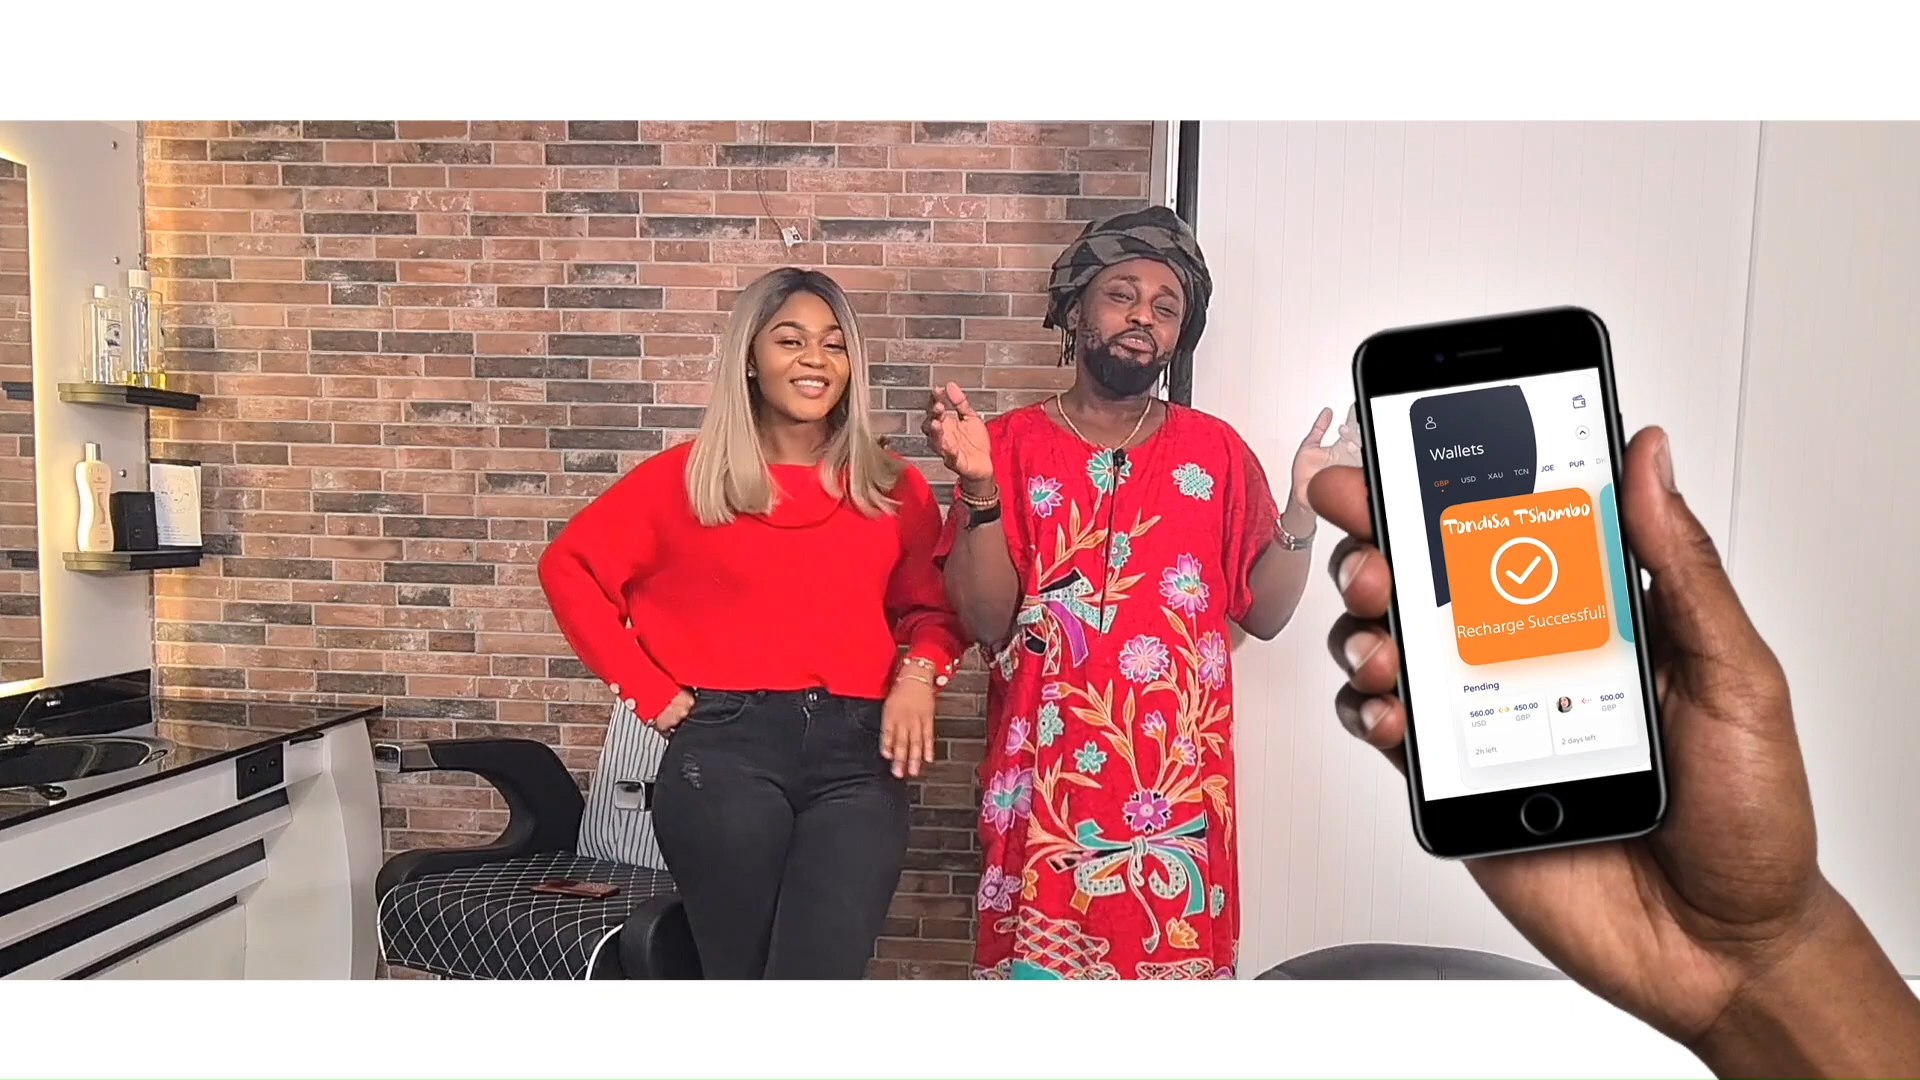 Wallets
GBP USD XAU TCN JOE PUR
Tondisa Tshombo
Recharge Successful!
Pending
560.00 450.00
USD GBP
2h left
500.00
GBP
2 days left